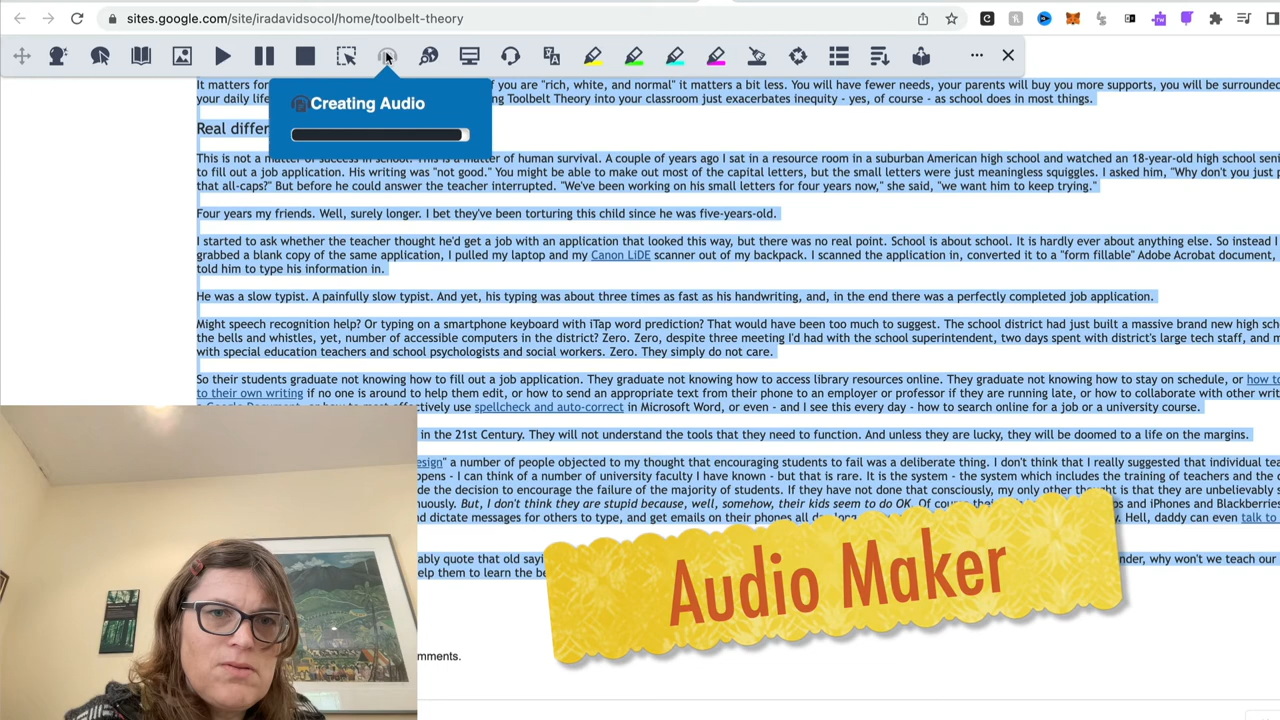 sites.google.com/site/iradavidsocol/home/toolbelt-theory
Creating Audio
It matters for
f you are "rich, white, and normal" it matters a bit less. You will have fewer needs, your parents will buy you more supports, you will be surrounded
your daily life
ng Toolbelt Theory into your classroom just exacerbates inequity - yes, of course - as school does in most things.
Real differen
This is not a matter of success in school. This is a matter of human survival. A couple of years ago I sat in a resource room in a suburban American high school and watched an 18-year-old high school seni
to fill out a job application. His writing was "not good." You might be able to make out most of the capital letters, but the small letters were just meaningless squiggles. I asked him, "Why don't you just p
that all-caps?" But before he could answer the teacher interrupted. "We've been working on his small letters for four years now," she said, "we want him to keep trying."
Four years my friends. Well, surely longer. I bet they've been torturing this child since he was five-years-old.
I started to ask whether the teacher thought he'd get a job with an application that looked this way, but there was no real point. School is about school. It is hardly ever about anything else. So instead I
grabbed a blank copy of the same application, I pulled my laptop and my Canon LiDE scanner out of my backpack. I scanned the application in, converted it to a "form fillable" Adobe Acrobat document,
told him to type his information in.
He was a slow typist. A painfully slow typist. And yet, his typing was about three times as fast as his handwriting, and, in the end there was a perfectly completed job application.
Might speech recognition help? Or typing on a smartphone keyboard with iTap word prediction? That would have been too much to suggest. The school district had just built a massive brand new high sch
the bells and whistles, yet, number of accessible computers in the district? Zero. Zero, despite three meeting I'd had with the school superintendent, two days spent with district's large tech staff, and m
with special education teachers and school psychologists and social workers. Zero. They simply do not care.
So their students graduate not knowing how to fill out a job application. They graduate not knowing how to access library resources online. They graduate not knowing how to stay on schedule, or how to
to their own writing if no one is around to help them edit, or how to send an appropriate text from their phone to an employer or professor if they are running late, or how to collaborate with other writ
effectively use spellcheck and auto-correct in Microsoft Word, or even - and I see this every day - how to search online for a job or a university course.
in the 21st Century. They will not understand the tools that they need to function. And unless they are lucky, they will be doomed to a life on the margins.
esign" a number of people objected to my thought that encouraging students to fail was a deliberate thing. I don't think that I really suggested that individual tea
opens - I can think of a number of university faculty I have known - but that is rare. It is the system - the system which includes the training of teachers and the c
de the decision to encourage the failure of the majority of students. If they have not done that consciously, my only other thought is that they are unbelievably s
nuously. But, I don't think they are stupid because, well, somehow, their kids seem to do OK. Of course the
ps and iPhones and Blackberrys
nd dictate messages for others to type, and get emails on their phones all day long
. Hell, daddy can even talk to
ably quote that old sayi
nder, why won't we teach our
elp them to learn the be
Audio Maker
mments.